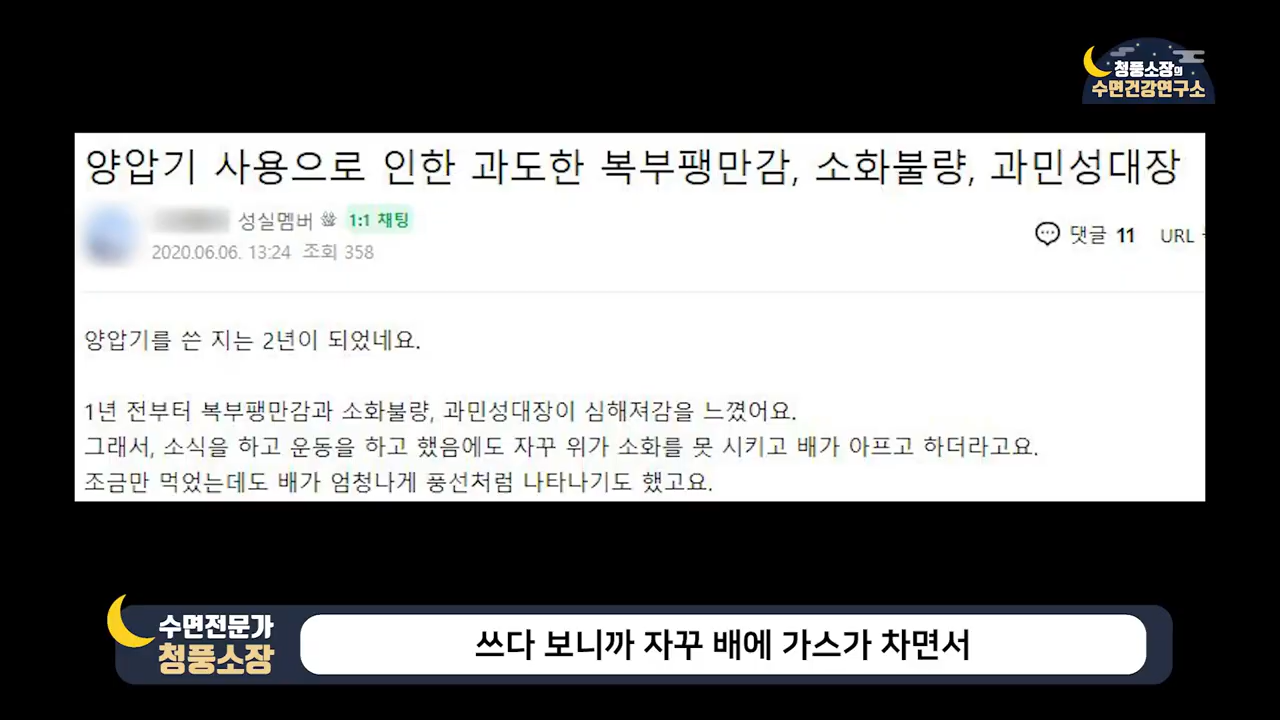 청풍소장의
수면건강연구소
양압기 사용으로 인한 과도한 복부팽만감, 소화불량, 과민성대장
성실멤버 1:1 채팅
2020.06.06. 13:24 조회 358
댓글 11 URL
양압기를 쓴 지는 2년이 되었네요.
1년 전부터 복부팽만감과 소화불량, 과민성대장이 심해져감을 느꼈어요.
그래서, 소식을 하고 운동을 하고 했음에도 자꾸 위가 소화를 못 시키고 배가 아프고 하더라고요.
조금만 먹었는데도 배가 엄청나게 풍선처럼 나타나기도 했고요.
수면전문가
청풍소장
쓰다 보니까 자꾸 배에 가스가 차면서